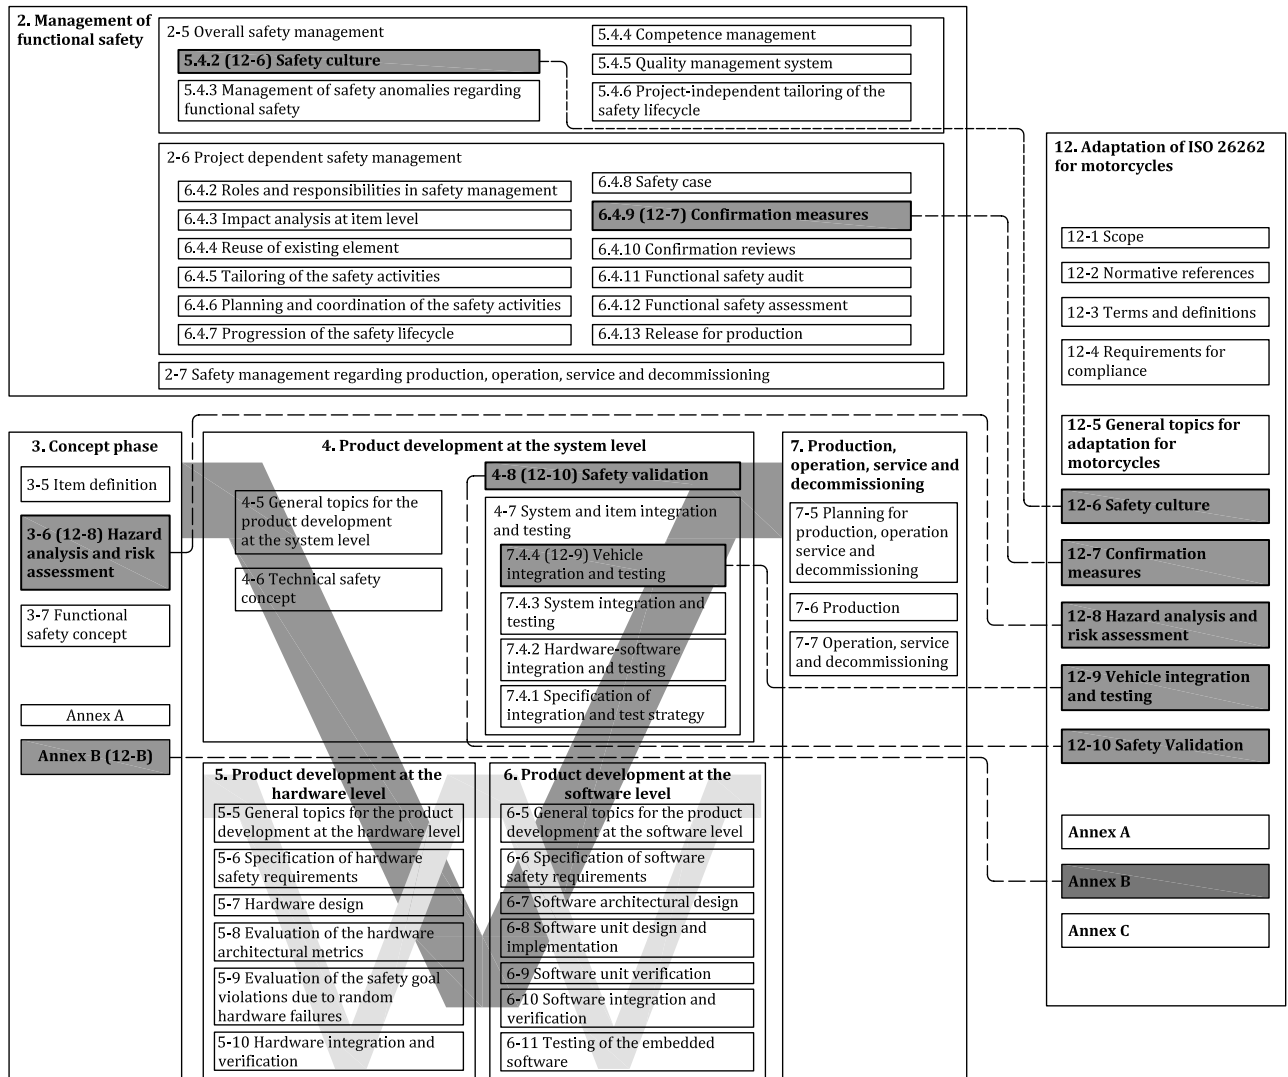 2. Management of
functional safety
2-5 Overall safety management
5.4.2 (12-6) Safety culture
5.4.3 Management of safety anomalies regarding
functional safety
5.4.4 Competence management
5.4.5 Quality management system
5.4.6 Project-independent tailoring of the
safety lifecycle
2-6 Project dependent safety management
6.4.2 Roles and responsibilities in safety management
6.4.3 Impact analysis at item level
6.4.4 Reuse of existing element
6.4.5 Tailoring of the safety activities
6.4.6 Planning and coordination of the safety activities
6.4.7 Progression of the safety lifecycle
6.4.8 Safety case
6.4.9 (12-7) Confirmation measures
6.4.10 Confirmation reviews
6.4.11 Functional safety audit
6.4.12 Functional safety assessment
6.4.13 Release for production
2-7 Safety management regarding production, operation, service and decommissioning
3. Concept phase
3-5 Item definition
3-6 (12-8) Hazard
analysis and risk
assessment
3-7 Functional
safety concept
Annex A
Annex B (12-B)
4. Product development at the system level
4-5 General topics for the
product development
at the system level
4-6 Technical safety
concept
4-8 (12-10) Safety validation
4-7 System and item integration
and testing
7.4.4 (12-9) Vehicle
integration and testing
7.4.3 System integration and
testing
7.4.2 Hardware-software
integration and testing
7.4.1 Specification of
integration and test strategy
7. Production,
operation, service and
decommissioning
7-5 Planning for
production, operation
service and
decommissioning
7-6 Production
7-7 Operation, service
and decommissioning
5. Product development at the
hardware level
5-5 General topics for the product
development at the hardware level
5-6 Specification of hardware
safety requirements
5-7 Hardware design
5-8 Evaluation of the hardware
architectural metrics
5-9 Evaluation of the safety goal
violations due to random
hardware failures
5-10 Hardware integration and
verification
6. Product development at the
software level
6-5 General topics for the product
development at the software level
6-6 Specification of software
safety requirements
6-7 Software architectural design
6-8 Software unit design and
implementation
6-9 Software unit verification
6-10 Software integration and
verification
6-11 Testing of the embedded
software
12. Adaptation of ISO 26262
for motorcycles
12-1 Scope
12-2 Normative references
12-3 Terms and definitions
12-4 Requirements for
compliance
12-5 General topics for
adaptation for
motorcycles
12-6 Safety culture
12-7 Confirmation
measures
12-8 Hazard analysis and
risk assessment
12-9 Vehicle integration
and testing
12-10 Safety Validation
Annex A
Annex B
Annex C